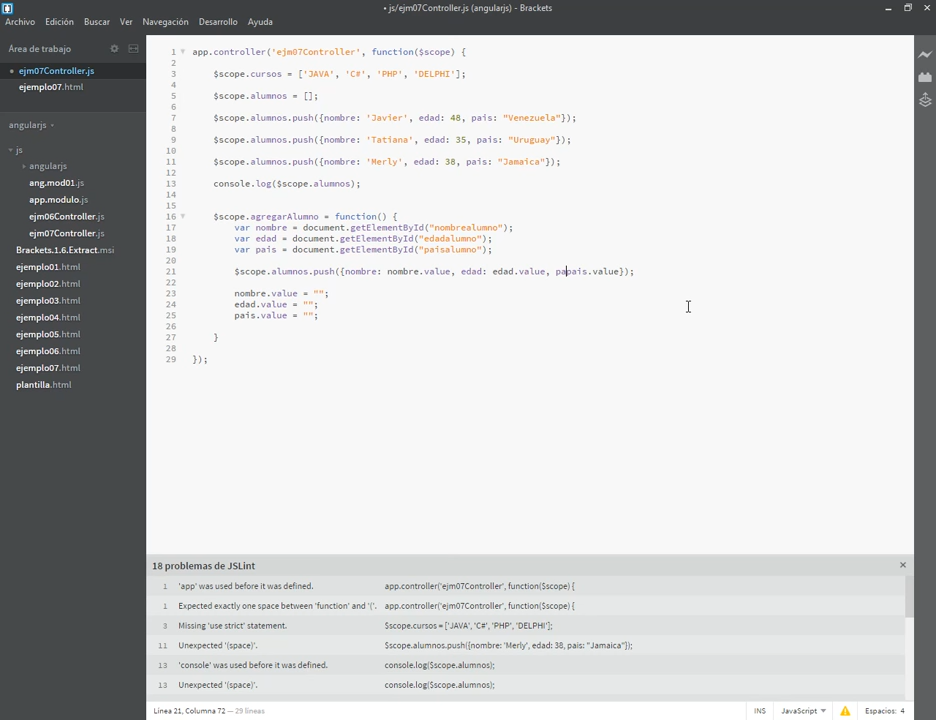 • js/ejm07Controller.js (angularjs) - Brackets
Archivo Edición Buscar Ver Navegación Desarrollo Ayuda
Área de trabajo
ejm07Controller.js
ejemplo07.html
angularjs
js
angularjs
ang.mod01.js
app.modulo.js
ejm06Controller.js
ejm07Controller.js
Brackets.1.6.Extract.msi
ejemplo01.html
ejemplo02.html
ejemplo03.html
ejemplo04.html
ejemplo05.html
ejemplo06.html
ejemplo07.html
plantilla.html
1 app.controller('ejm07Controller', function($scope) {
2
3 $scope.cursos = ['JAVA', 'C#', 'PHP', 'DELPHI'];
4
5 $scope.alumnos = [];
6
7 $scope.alumnos.push({nombre: 'Javier', edad: 48, pais: "Venezuela"});
8
9 $scope.alumnos.push({nombre: 'Tatiana', edad: 35, pais: "Uruguay"});
10
11 $scope.alumnos.push({nombre: 'Merly', edad: 38, pais: "Jamaica"});
12
13 console.log($scope.alumnos);
14
15
16 $scope.agregarAlumno = function() {
17 var nombre = document.getElementById("nombrealumno");
18 var edad = document.getElementById("edadalumno");
19 var pais = document.getElementById("paisalumno");
20
21 $scope.alumnos.push({nombre: nombre.value, edad: edad.value, papais.value});
22
23 nombre.value = "";
24 edad.value = "";
25 pais.value = "";
26
27 }
28
29 });
18 problemas de JSLint
1 'app' was used before it was defined. app.controller('ejm07Controller', function($scope) {
1 Expected exactly one space between 'function' and '('. app.controller('ejm07Controller', function($scope) {
3 Missing 'use strict' statement. $scope.cursos = ['JAVA', 'C#', 'PHP', 'DELPHI'];
11 Unexpected '(space)'. $scope.alumnos.push({nombre: 'Merly', edad: 38, pais: "Jamaica"});
13 'console' was used before it was defined. console.log($scope.alumnos);
13 Unexpected '(space)'. console.log($scope.alumnos);
Línea 21, Columna 72 — 29 líneas INS JavaScript Espacios: 4